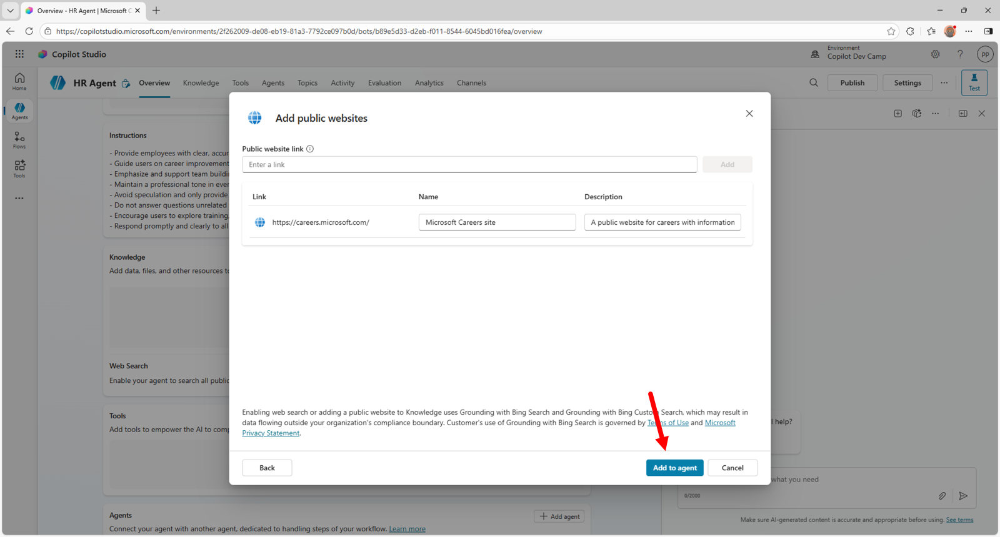 Overview - HR Agent | Microsoft C
https://copilotstudio.microsoft.com/environments/2f262009-de08-eb19-81a3-7792ce097b0d/bots/b89e5d33-d2eb-f011-8544-6045bd016fea/overview
Copilot Studio
Environment
Copilot Dev Camp
PP
Home
Agents
Flows
Tools
HR Agent
Overview
Knowledge
Tools
Agents
Topics
Activity
Evaluation
Analytics
Channels
Publish
Settings
Test
Instructions
- Provide employees with clear, accur
- Guide users on career improvement
- Emphasize and support team buildi
- Maintain a professional tone in ever
- Avoid speculation and only provide
- Do not answer questions unrelated
- Encourage users to explore training,
- Respond promptly and clearly to all
Knowledge
Add data, files, and other resources to
Web Search
Enable your agent to search all public
Tools
Add tools to empower the AI to comp
Agents
Add agent
Connect your agent with another agent, dedicated to handling steps of your workflow. Learn more
Add public websites
Public website link
Enter a link
Add
Link
Name
Description
https://careers.microsoft.com/
Microsoft Careers site
A public website for careers with information
Enabling web search or adding a public website to Knowledge uses Grounding with Bing Search and Grounding with Bing Custom Search, which may result in
data flowing outside your organization's compliance boundary. Customer's use of Grounding with Bing Search is governed by Terms of Use and Microsoft
Privacy Statement.
Back
Add to agent
Cancel
I help?
what you need
0/2000
Make sure AI-generated content is accurate and appropriate before using. See terms